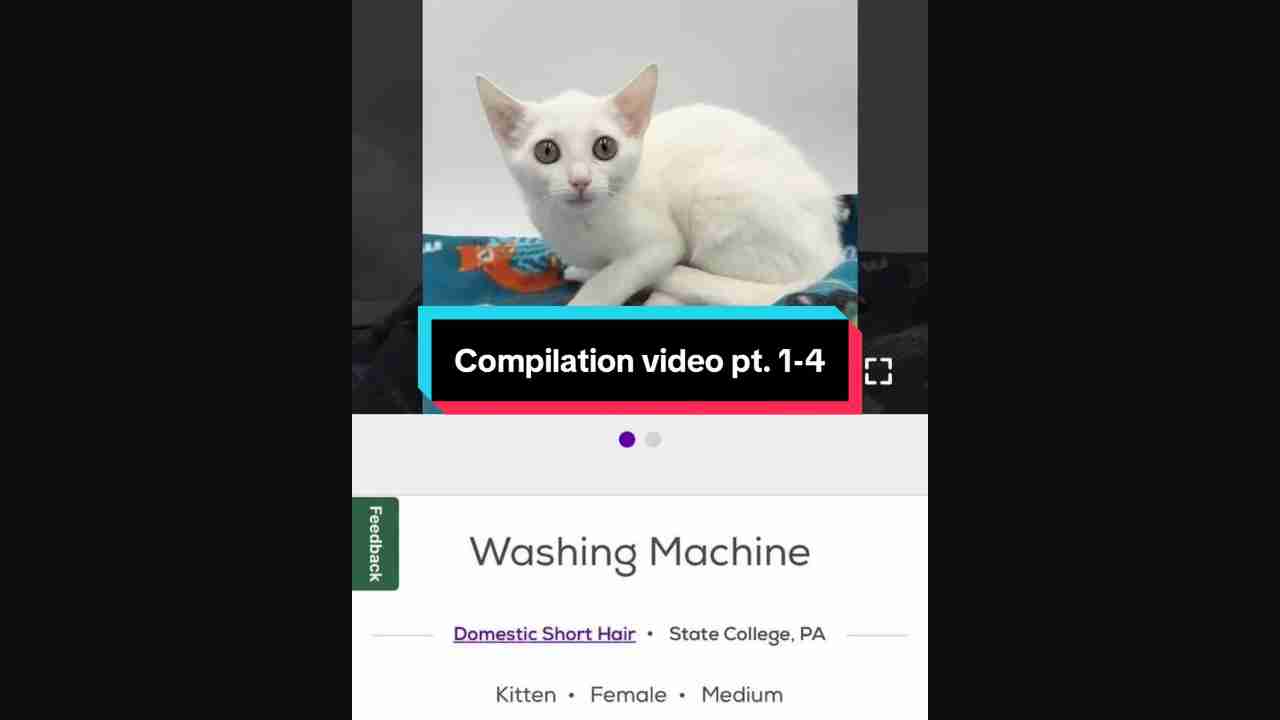 Compilation video pt. 1-4
Feedback
Washing Machine
Domestic Short Hair • State College, PA
Kitten • Female • Medium